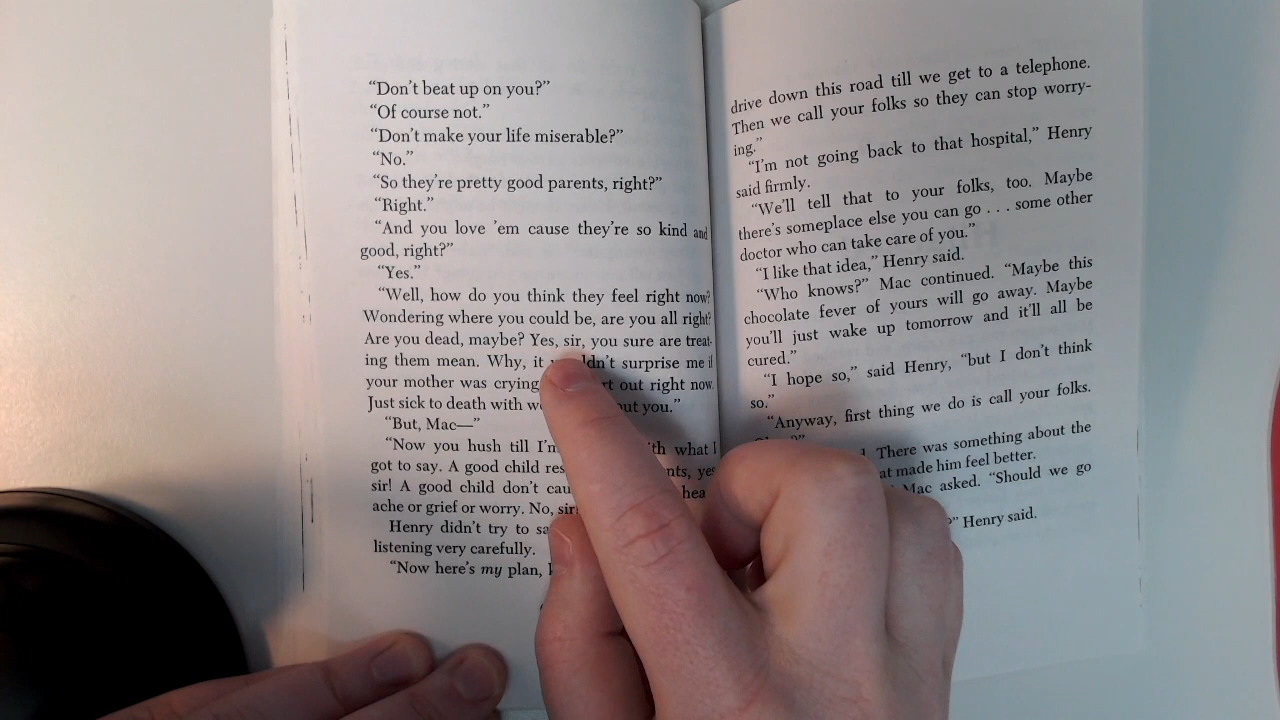 “Don’t beat up on you?”
“Of course not.”
“Don’t make your life miserable?”
“No.”
“So they’re pretty good parents, right?”
“Right.”
“And you love ’em cause they’re so kind and
good, right?”
“Yes.”
“Well, how do you think they feel right now?
Wondering where you could be, are you all right?
Are you dead, maybe? Yes, sir, you sure are treat-
ing them mean. Why, it surprise me if
your mother was crying out right now.
Just sick to death with you.”
“But, Mac—”
“Now you hush till I’m with what I
got to say. A good child yes
sir! A good child don’t
ache or grief or worry. No, sir
Henry didn’t try to
listening very carefully.
“Now here’s my plan,
drive down this road till we get to a telephone.
Then we call your folks so they can stop worry-
ing.”
“I’m not going back to that hospital,” Henry
said firmly.
“We’ll tell that to your folks, too. Maybe
there’s someplace else you can go . . . some other
doctor who can take care of you.”
“I like that idea,” Henry said.
“Who knows?” Mac continued. “Maybe this
chocolate fever of yours will go away. Maybe
you’ll just wake up tomorrow and it’ll all be
cured.”
“I hope so,” said Henry, “but I don’t think
so.”
“Anyway, first thing we do is call your folks.
There was something about the
made him feel better.
Mac asked. “Should we go
Henry said.